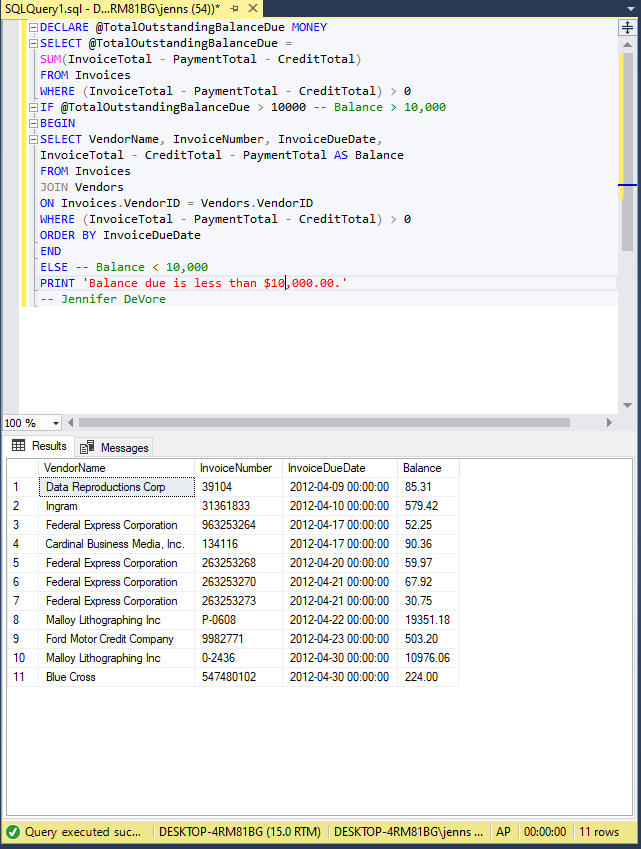 SQLQuery1.sql - D...RM81BG\jenns (54))*
DECLARE @TotalOutstandingBalanceDue MONEY
SELECT @TotalOutstandingBalanceDue =
SUM(InvoiceTotal - PaymentTotal - CreditTotal)
FROM Invoices
WHERE (InvoiceTotal - PaymentTotal - CreditTotal) > 0
IF @TotalOutstandingBalanceDue > 10000 -- Balance > 10,000
BEGIN
SELECT VendorName, InvoiceNumber, InvoiceDueDate,
InvoiceTotal - CreditTotal - PaymentTotal AS Balance
FROM Invoices
JOIN Vendors
ON Invoices.VendorID = Vendors.VendorID
WHERE (InvoiceTotal - PaymentTotal - CreditTotal) > 0
ORDER BY InvoiceDueDate
END
ELSE -- Balance < 10,000
PRINT 'Balance due is less than $10,000.00.'
-- Jennifer DeVore
100 %
Results Messages
VendorName InvoiceNumber InvoiceDueDate Balance
1 Data Reproductions Corp 39104 2012-04-09 00:00:00 85.31
2 Ingram 31361833 2012-04-10 00:00:00 579.42
3 Federal Express Corporation 963253264 2012-04-17 00:00:00 52.25
4 Cardinal Business Media, Inc. 134116 2012-04-17 00:00:00 90.36
5 Federal Express Corporation 263253268 2012-04-20 00:00:00 59.97
6 Federal Express Corporation 263253270 2012-04-21 00:00:00 67.92
7 Federal Express Corporation 263253273 2012-04-21 00:00:00 30.75
8 Malloy Lithographing Inc P-0608 2012-04-22 00:00:00 19351.18
9 Ford Motor Credit Company 9982771 2012-04-23 00:00:00 503.20
10 Malloy Lithographing Inc 0-2436 2012-04-30 00:00:00 10976.06
11 Blue Cross 547480102 2012-04-30 00:00:00 224.00
Query executed suc... DESKTOP-4RM81BG (15.0 RTM) DESKTOP-4RM81BG\jenns ... AP 00:00:00 11 rows